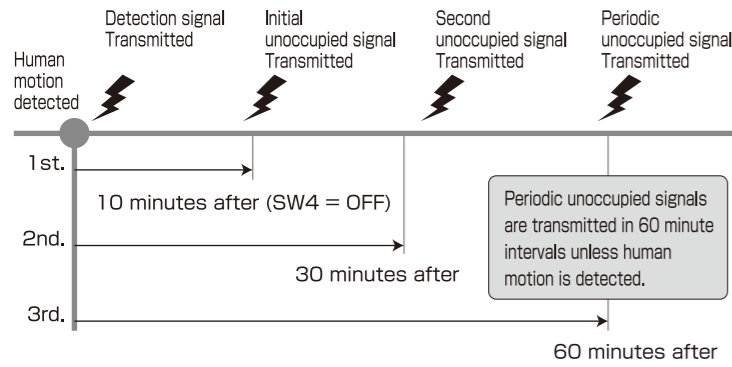 Human
motion
detected
Detection signal
Transmitted
Initial
unoccupied signal
Transmitted
Second
unoccupied signal
Transmitted
Periodic
unoccupied signal
Transmitted
1st.
10 minutes after (SW4 = OFF)
2nd.
30 minutes after
3rd.
60 minutes after
Periodic unoccupied signals
are transmitted in 60 minute
intervals unless human
motion is detected.